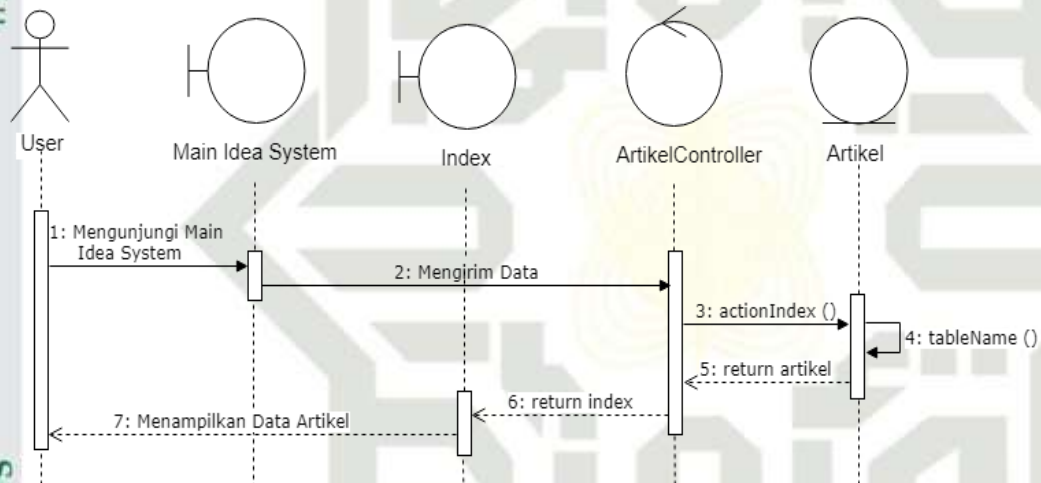 User
Main Idea System
Index
ArtikelController
Artikel
1: Mengunjungi Main
Idea System
2: Mengirim Data
3: actionIndex ()
4: tableName ()
5: return artikel
6: return index
7: Menampilkan Data Artikel